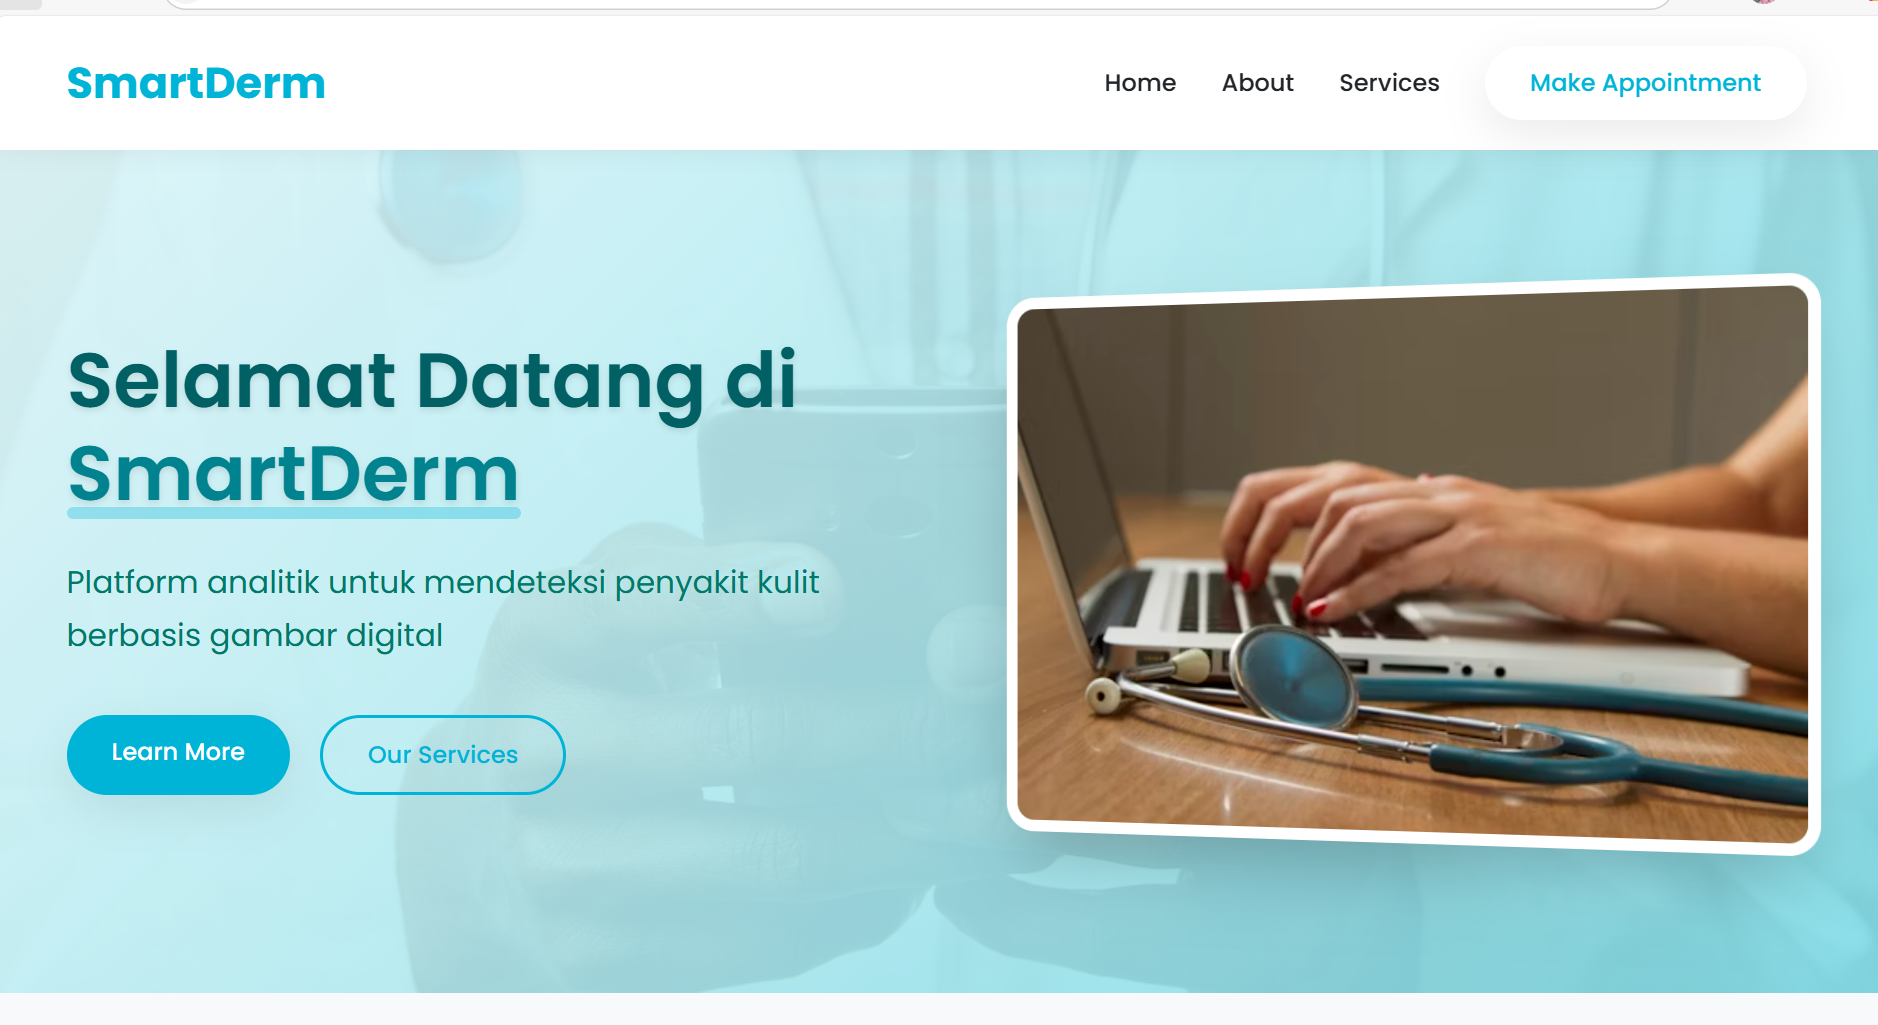 SmartDerm
Home
About
Services
Make Appointment
Selamat Datang di
SmartDerm
Platform analitik untuk mendeteksi penyakit kulit
berbasis gambar digital
Learn More
Our Services